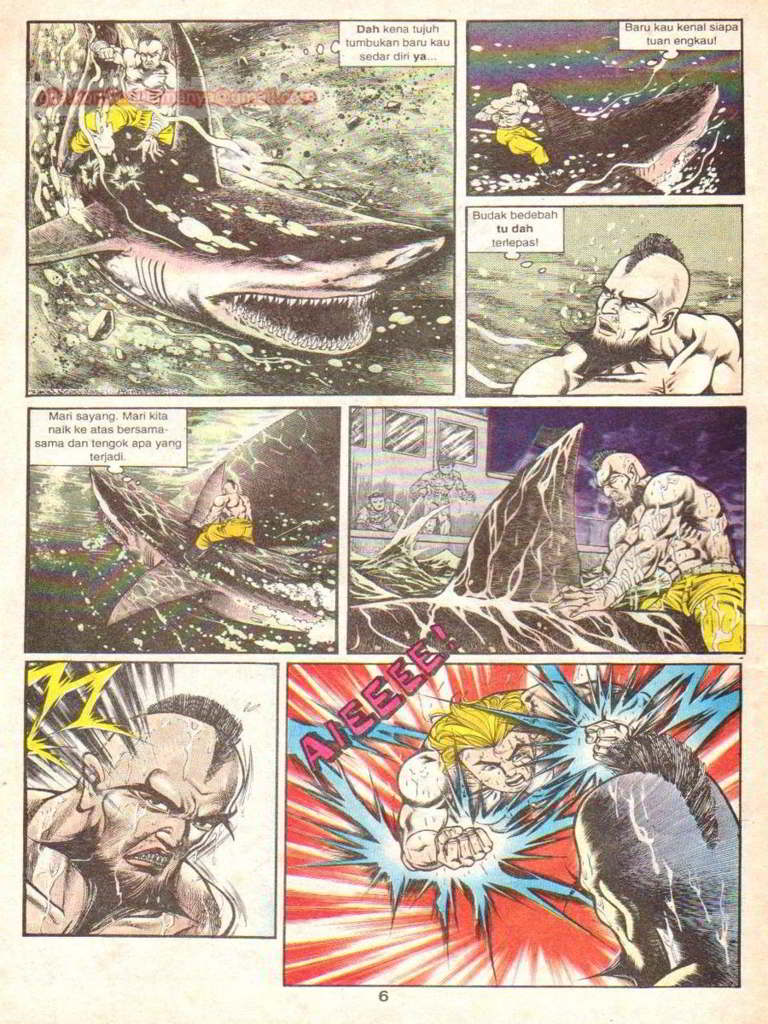 Dah kena tujuh
tumbukan baru kau
sedar diri ya...
Baru kau kenal siapa
tuan engkau!
Budak bedebah
tu dah
terlepas!
Mari sayang. Mari kita
naik ke atas bersama-
sama dan tengok apa yang
terjadi.
AIEEEE!!
6